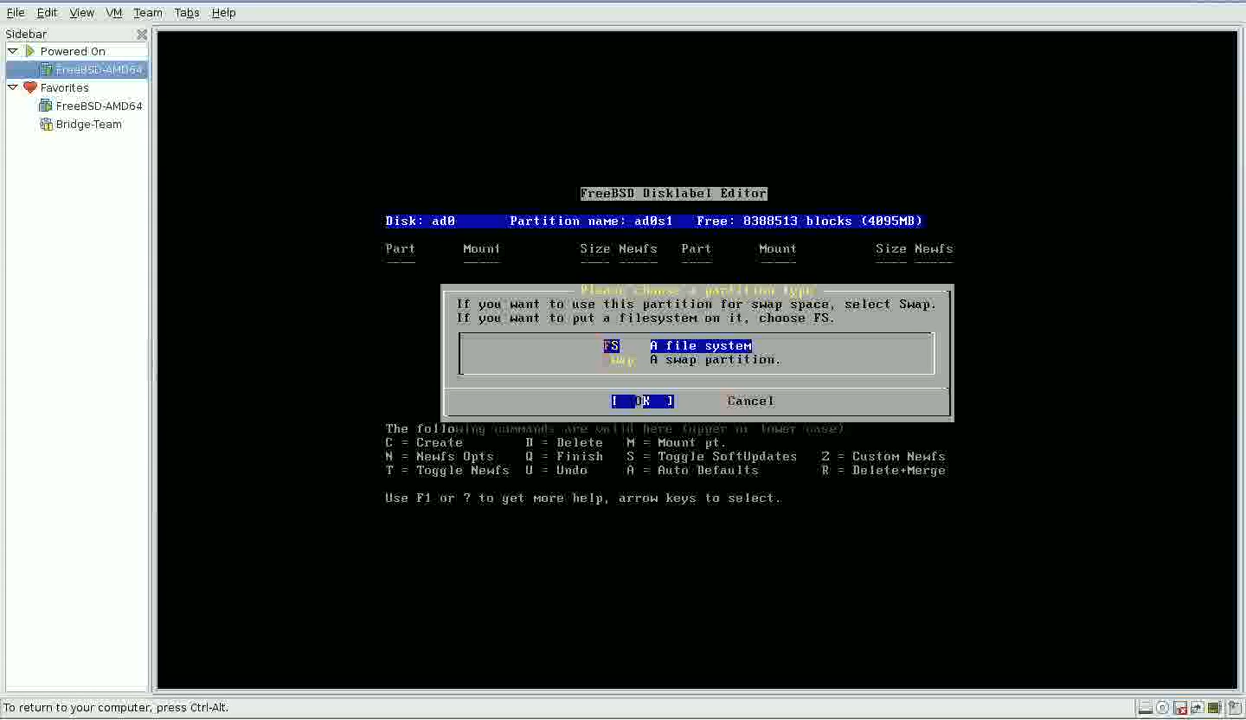 File Edit View VM Team Tabs Help
Sidebar
Powered On
FreeBSD-AMD64
Favorites
FreeBSD-AMD64
Bridge-Team
FreeBSD Disklabel Editor
Disk: ad0 Partition name: ad0s1 Free: 8388513 blocks (4095MB)
Part Mount Size Newfs Part Mount Size Newfs
Please choose a partition type
If you want to use this partition for swap space, select Swap.
If you want to put a filesystem on it, choose FS.
FS A file system
Swap A swap partition.
[ OK ] Cancel
The following commands are valid here (upper or lower case)
C = Create D = Delete M = Mount pt.
N = Newfs Opts Q = Finish S = Toggle SoftUpdates Z = Custom Newfs
T = Toggle Newfs U = Undo A = Auto Defaults R = Delete+Merge
Use F1 or ? to get more help, arrow keys to select.
To return to your computer, press Ctrl-Alt.